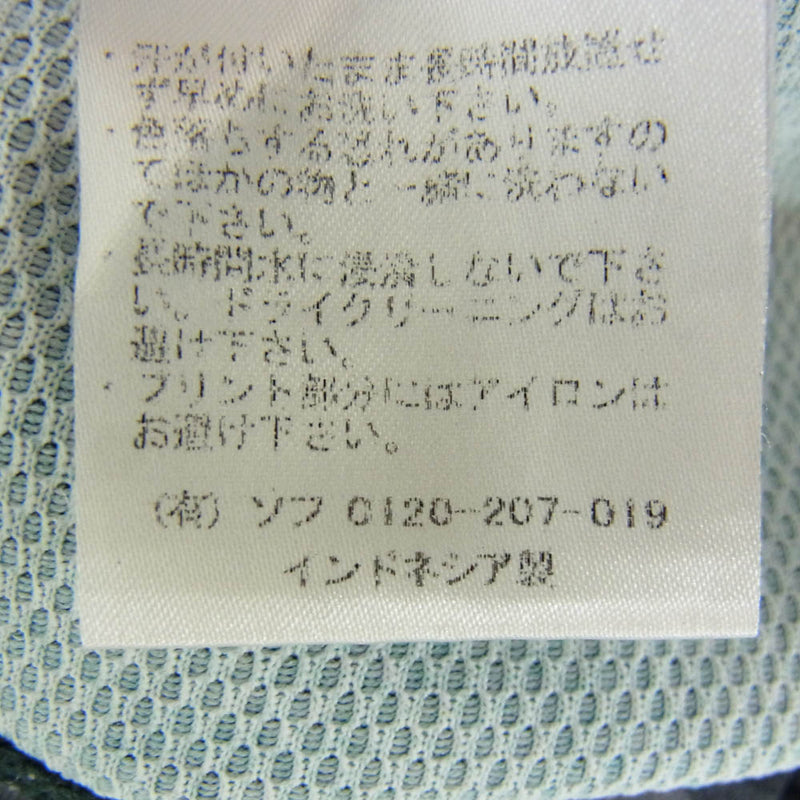 ・汗が付いたまま長時間放置せ
ず早めにお洗い下さい。
・色落ちする恐れがありますの
でほかの物と一緒に洗わない
で下さい。
・長時間水に浸漬しないで下さ
い。ドライクリーニングはお
避け下さい。
・プリント部分にはアイロンは
お避け下さい。
（有）ソフ 0120-207-019
インドネシア製